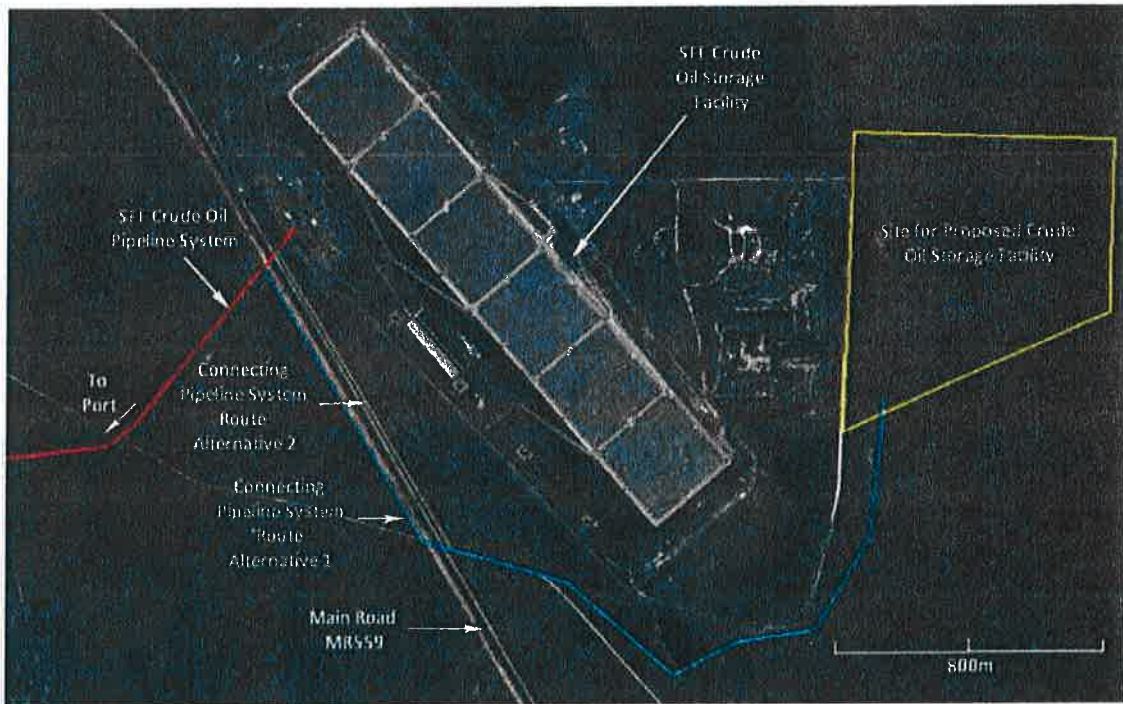 SFF Crude
Oil Storage
Facility
SFF Crude Oil
Pipeline System
Site for Proposed Crude
Oil Storage Facility
To
Port
Connecting
Pipeline System
Route
Alternative 2
Connecting
Pipeline System
Route
Alternative 1
Main Road
MR559
800m